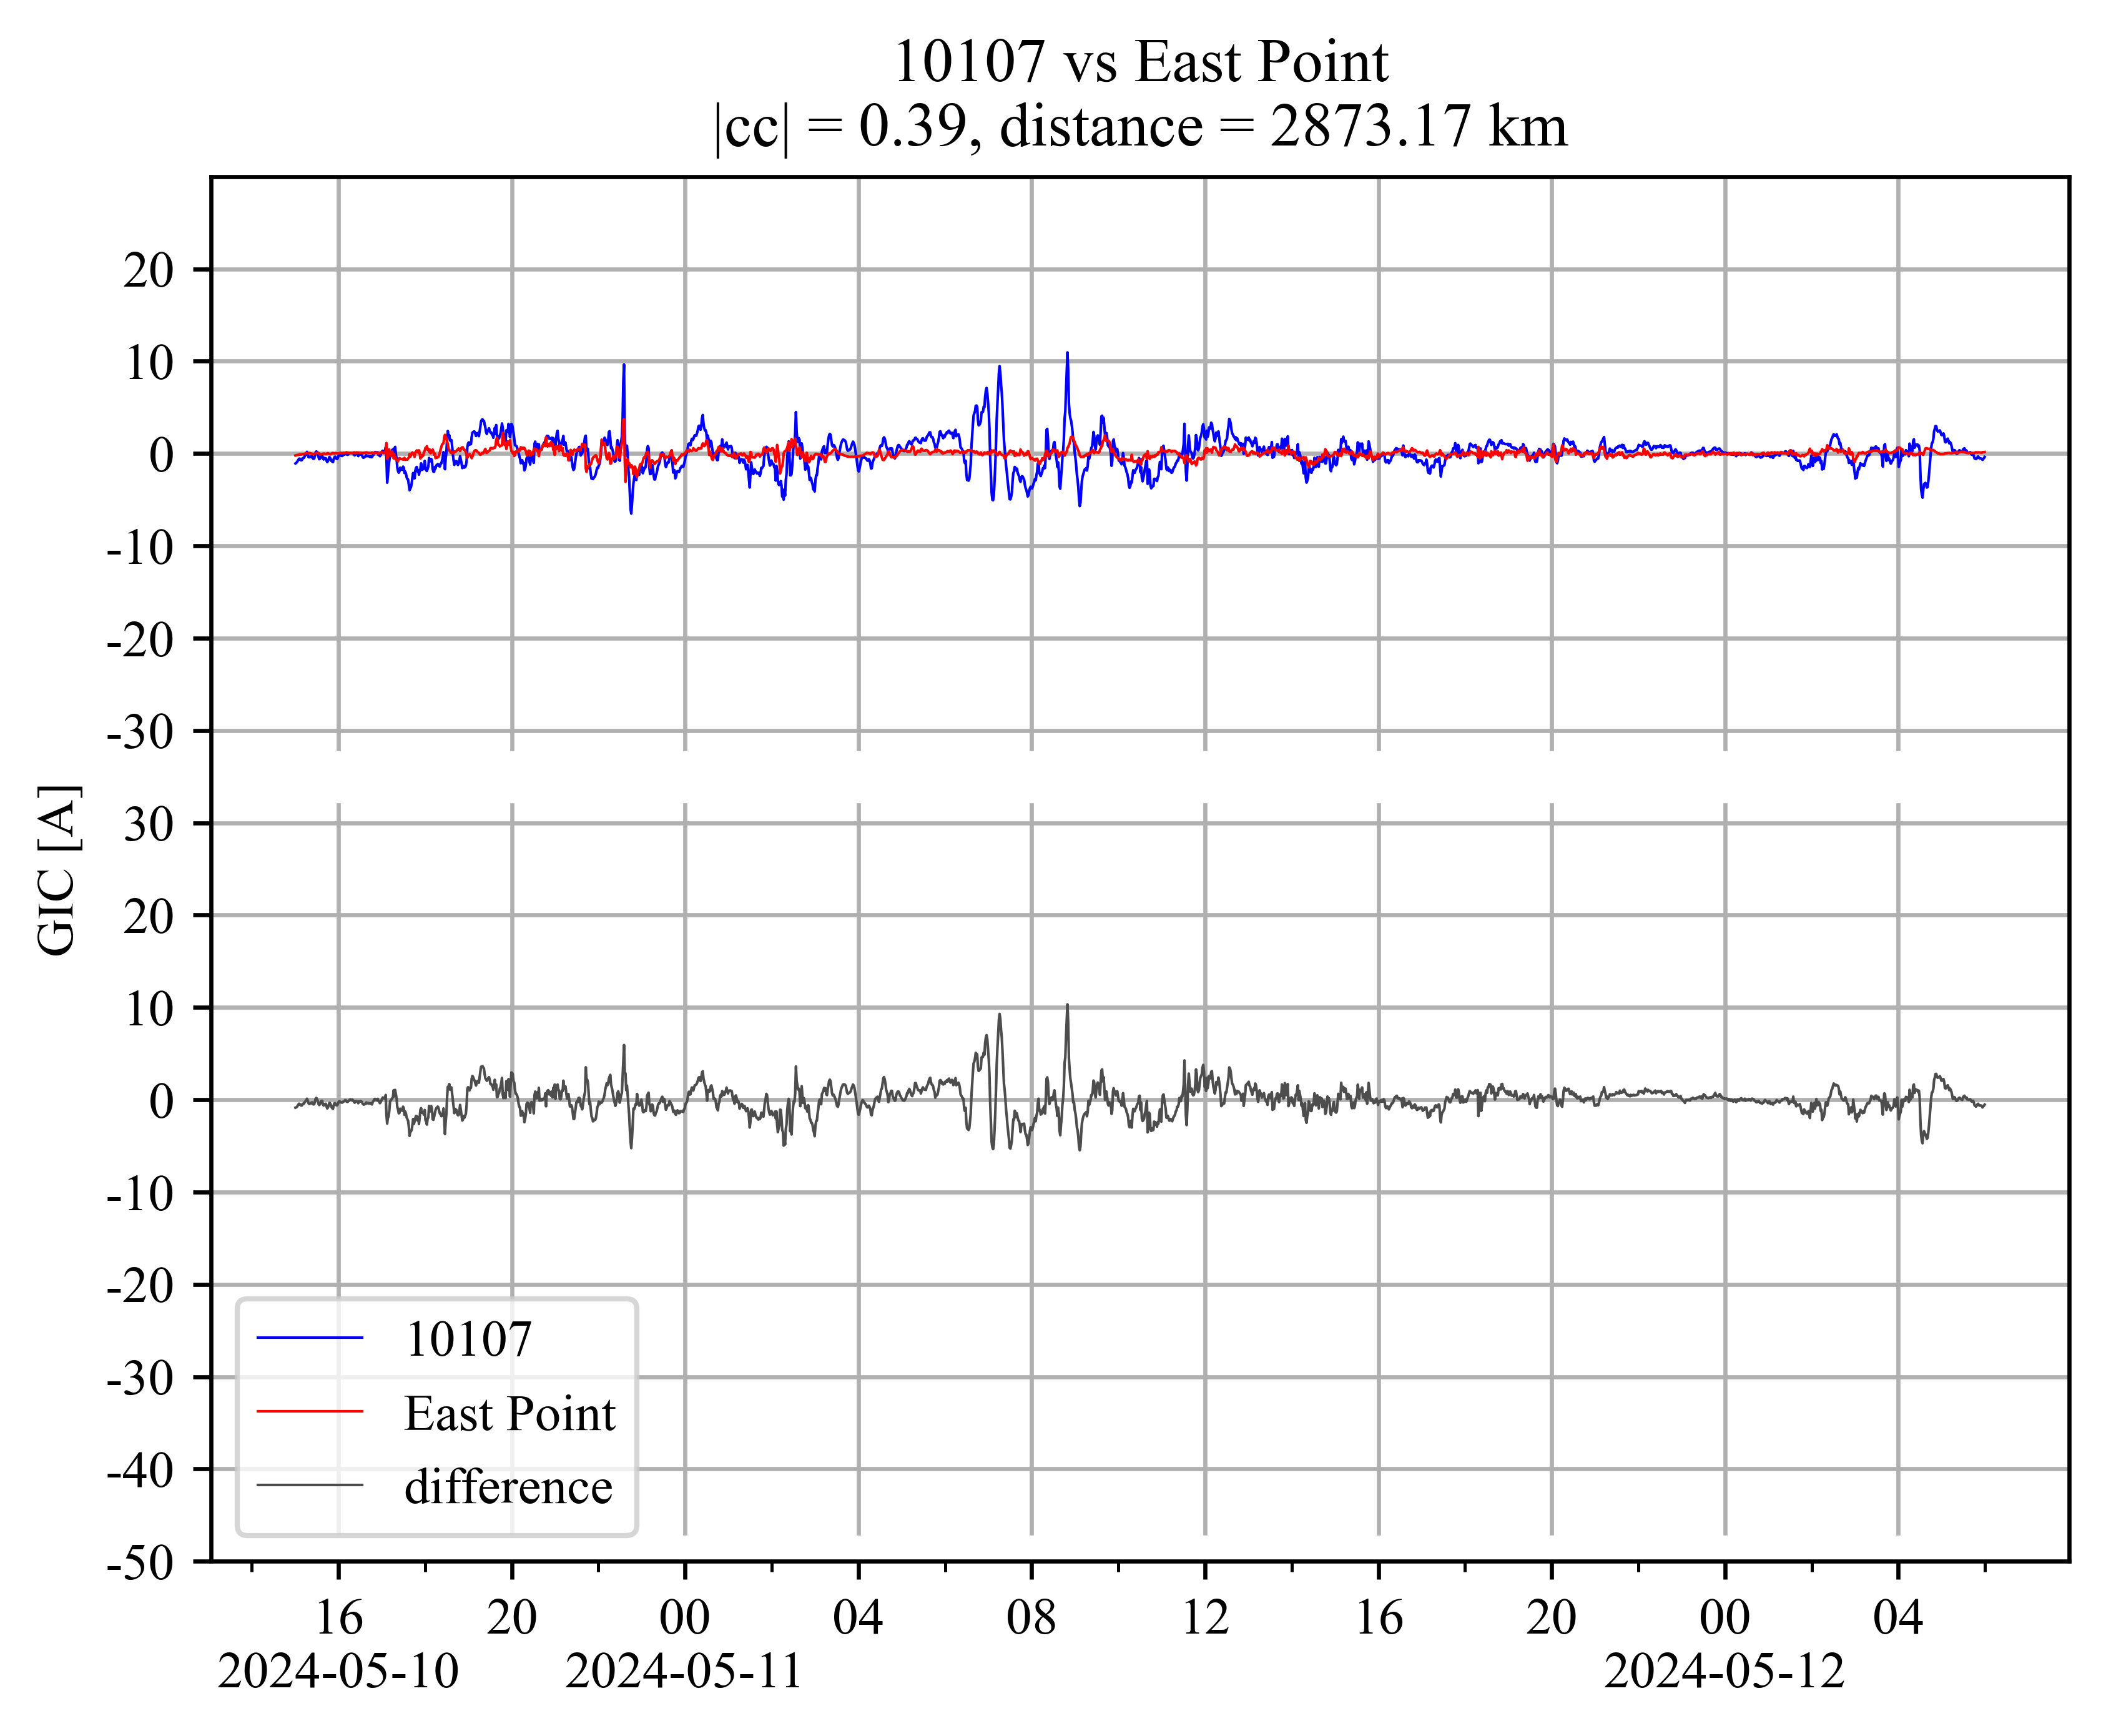 10107 vs East Point
|cc| = 0.39, distance = 2873.17 km
GIC [A]
20
10
0
-10
-20
-30
30
20
10
0
-10
-20
-30
-40
-50
10107
East Point
difference
16 20 00 04 08 12 16 20 00 04
2024-05-10 2024-05-11 2024-05-12